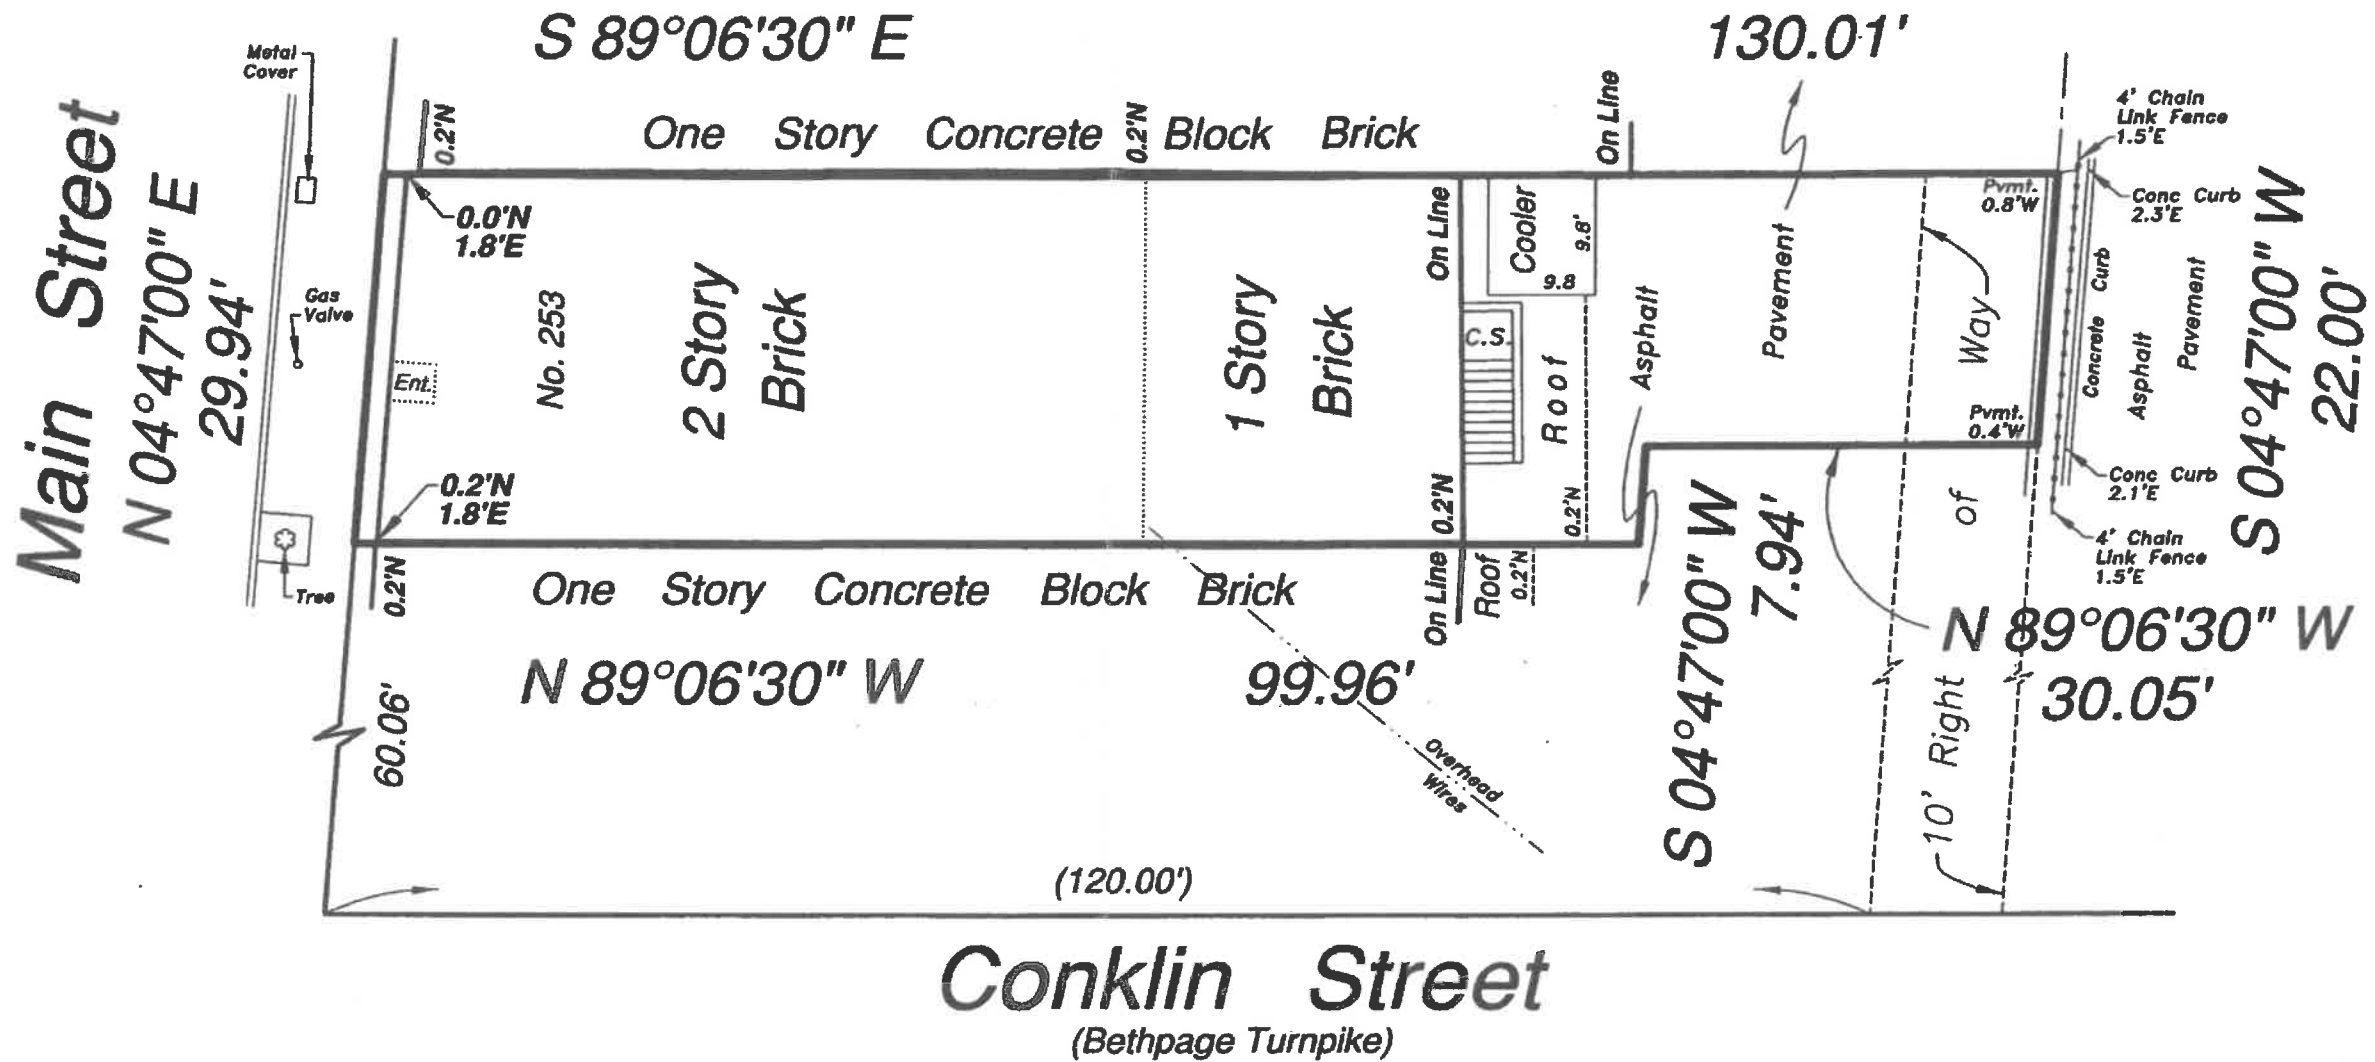 S 89°06'30" E
130.01'
Metal
Cover
Main Street
N 04°47'00" E
29.94'
0.2'N
One Story Concrete Block Brick
0.2'N
On Line
4' Chain
Link Fence
1.5'E
Conc Curb
2.3'E
0.0'N
1.8'E
Gas
Valve
Ent.
No. 253
2 Story
Brick
1 Story
Brick
On Line
Cooler
9.8'
9.8
C.S.
Roof
Asphalt
Pavement
Pvmt.
0.8'W
Way
Pvmt.
0.4'W
Concrete Curb
Asphalt
Pavement
S 04°47'00" W
22.00'
0.2'N
1.8'E
0.2'N
0.2'N
Conc Curb
2.1'E
4' Chain
Link Fence
1.5'E
Tree
0.2'N
One Story Concrete Block Brick
On Line
Roof
0.2'N
S 04°47'00" W
7.94'
of
10' Right
N 89°06'30" W
30.05'
N 89°06'30" W
99.96'
60.06'
Overhead
Wires
(120.00')
Conklin Street
(Bethpage Turnpike)